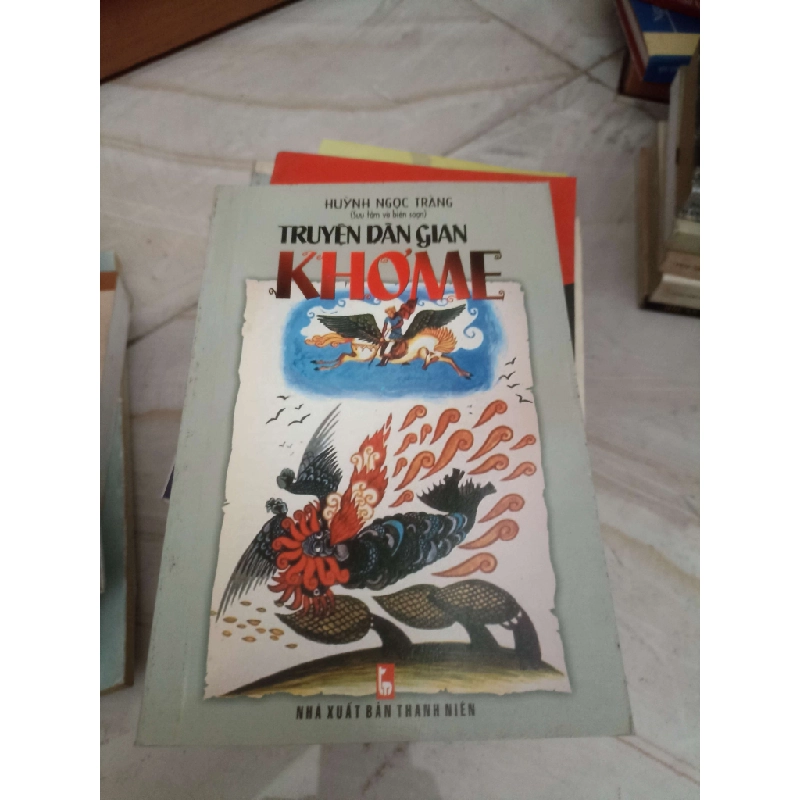 HUỲNH NGỌC TRẢNG
(Sưu tầm và biên soạn)
TRUYỆN DÂN GIAN
KHƠME
NHÀ XUẤT BẢN THANH NIÊN